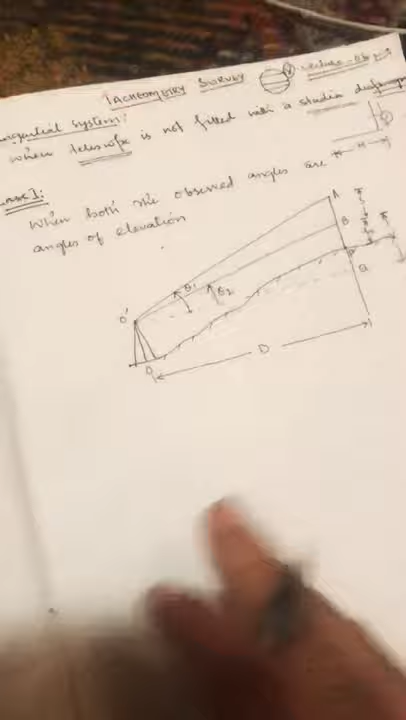 TACHEOMETRY SURVEY
Tangential System:
when telescope is not fitted with a stadia diaphragm
Case I:
When both the observed angles are
angles of elevation
A
B
θ1
θ2
O'
P
Q
O
D